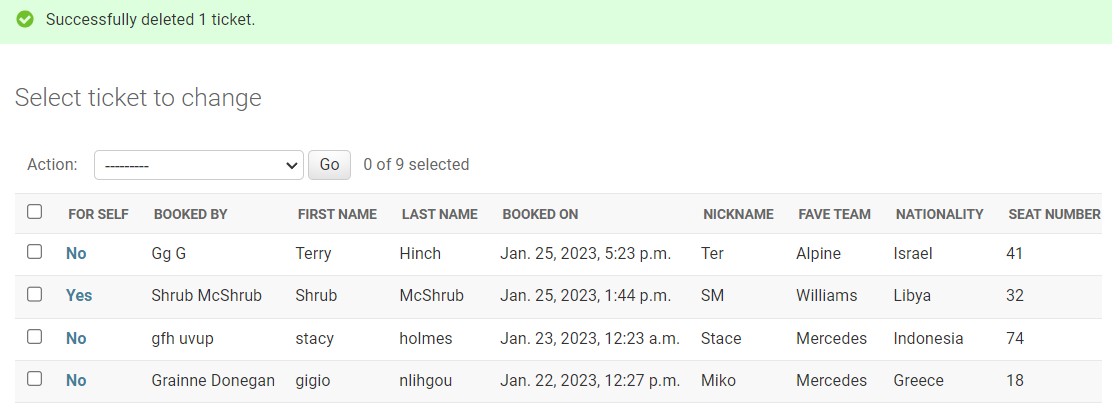 Successfully deleted 1 ticket.
Select ticket to change
Action: --------- Go 0 of 9 selected
FOR SELF BOOKED BY FIRST NAME LAST NAME BOOKED ON NICKNAME FAVE TEAM NATIONALITY SEAT NUMBER
No Gg G Terry Hinch Jan. 25, 2023, 5:23 p.m. Ter Alpine Israel 41
Yes Shrub McShrub Shrub McShrub Jan. 25, 2023, 1:44 p.m. SM Williams Libya 32
No gfh uvup stacy holmes Jan. 23, 2023, 12:23 a.m. Stace Mercedes Indonesia 74
No Grainne Donegan gigio nlihgou Jan. 22, 2023, 12:27 p.m. Miko Mercedes Greece 18